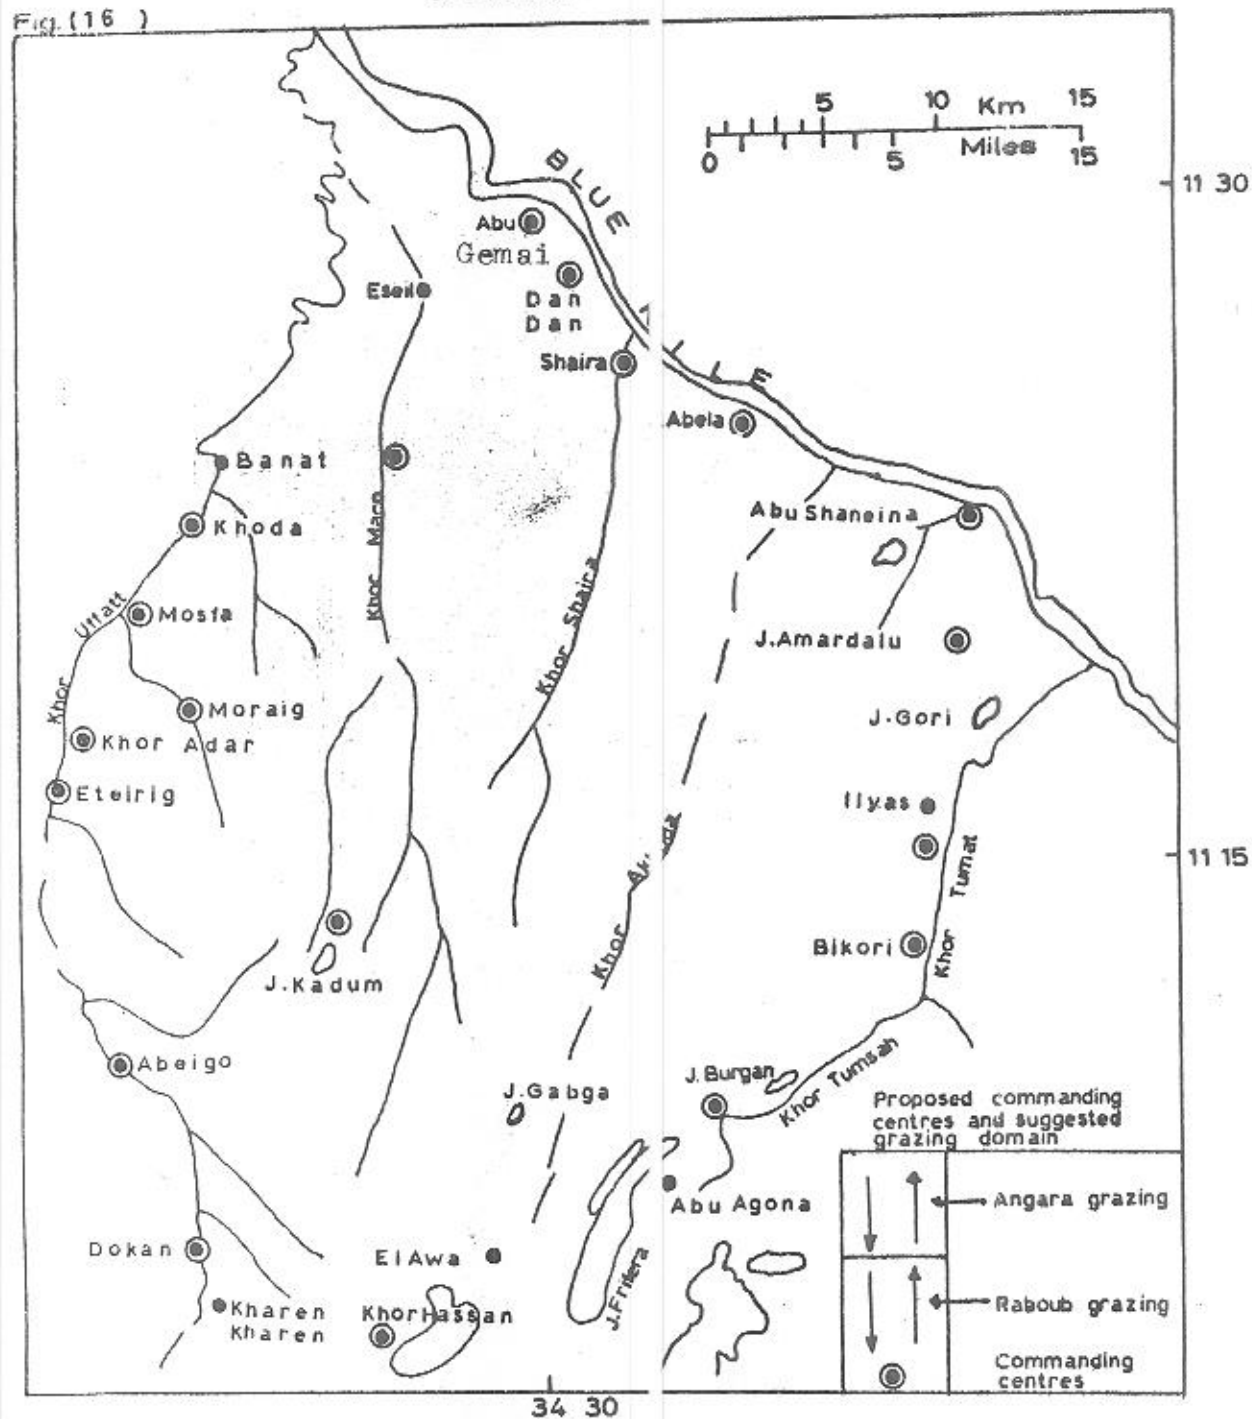 Fig. (16 )
5 10 Km 15
0 5 Miles 15
BLUE NILE
11 30
Abu
Gemai
Eseil
Dan
Dan
Shaira
Abela
Banat
Khoda
Abu Shaneina
Khor Shaira
Khor Uffatt
Mosfa
J.Amardalu
Moraig
J.Gori
Khor Adar
Eteirig
Ilyas
11 15
Khor Tumat
Bikori
Khor
J.Kadum
Abeigo
J.Gabga
J.Burgan
Khor Tumsah
Proposed commanding
centres and suggested
grazing domain
Abu Agona
Angara grazing
Dokan
El Awa
J.Frifera
Kharen
Kharen
Khor Hassan
Raboub grazing
Commanding
centres
34 30